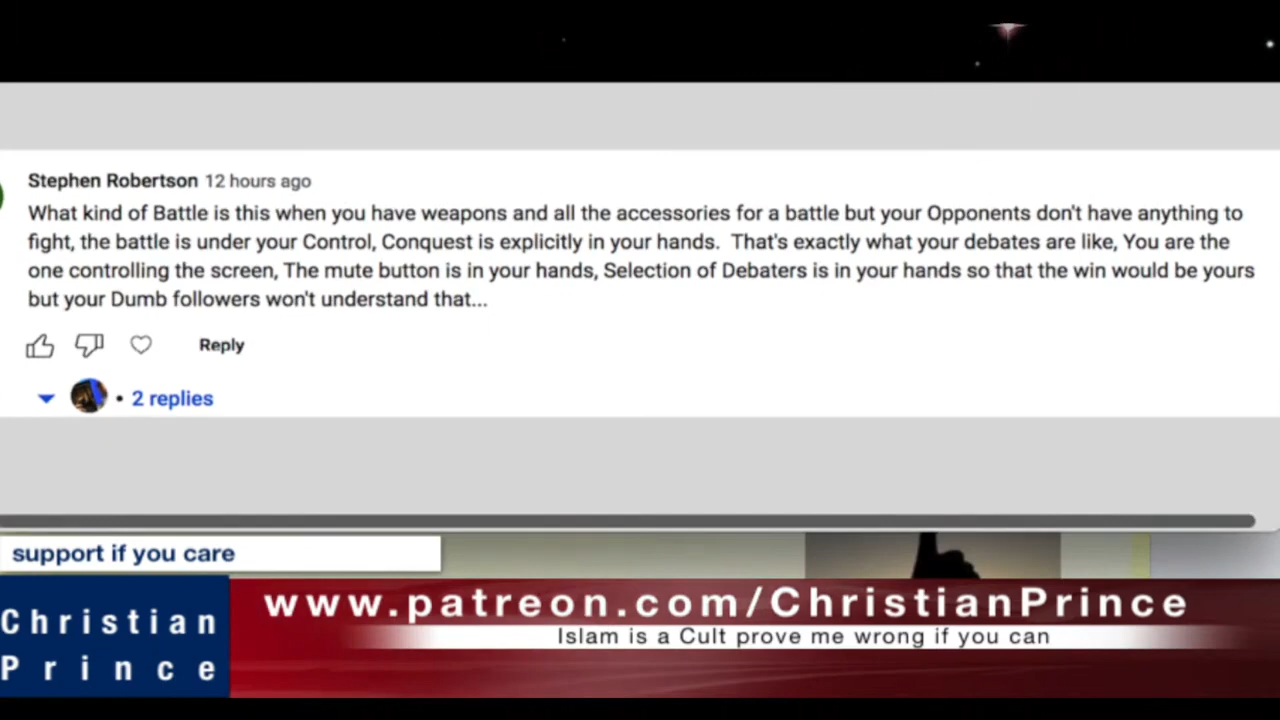 Stephen Robertson 12 hours ago
What kind of Battle is this when you have weapons and all the accessories for a battle but your Opponents don't have anything to
fight, the battle is under your Control, Conquest is explicitly in your hands.  That's exactly what your debates are like, You are the
one controlling the screen, The mute button is in your hands, Selection of Debaters is in your hands so that the win would be yours
but your Dumb followers won't understand that...
Reply
• 2 replies
support if you care
Christian
Prince
www.patreon.com/ChristianPrince
Islam is a Cult prove me wrong if you can